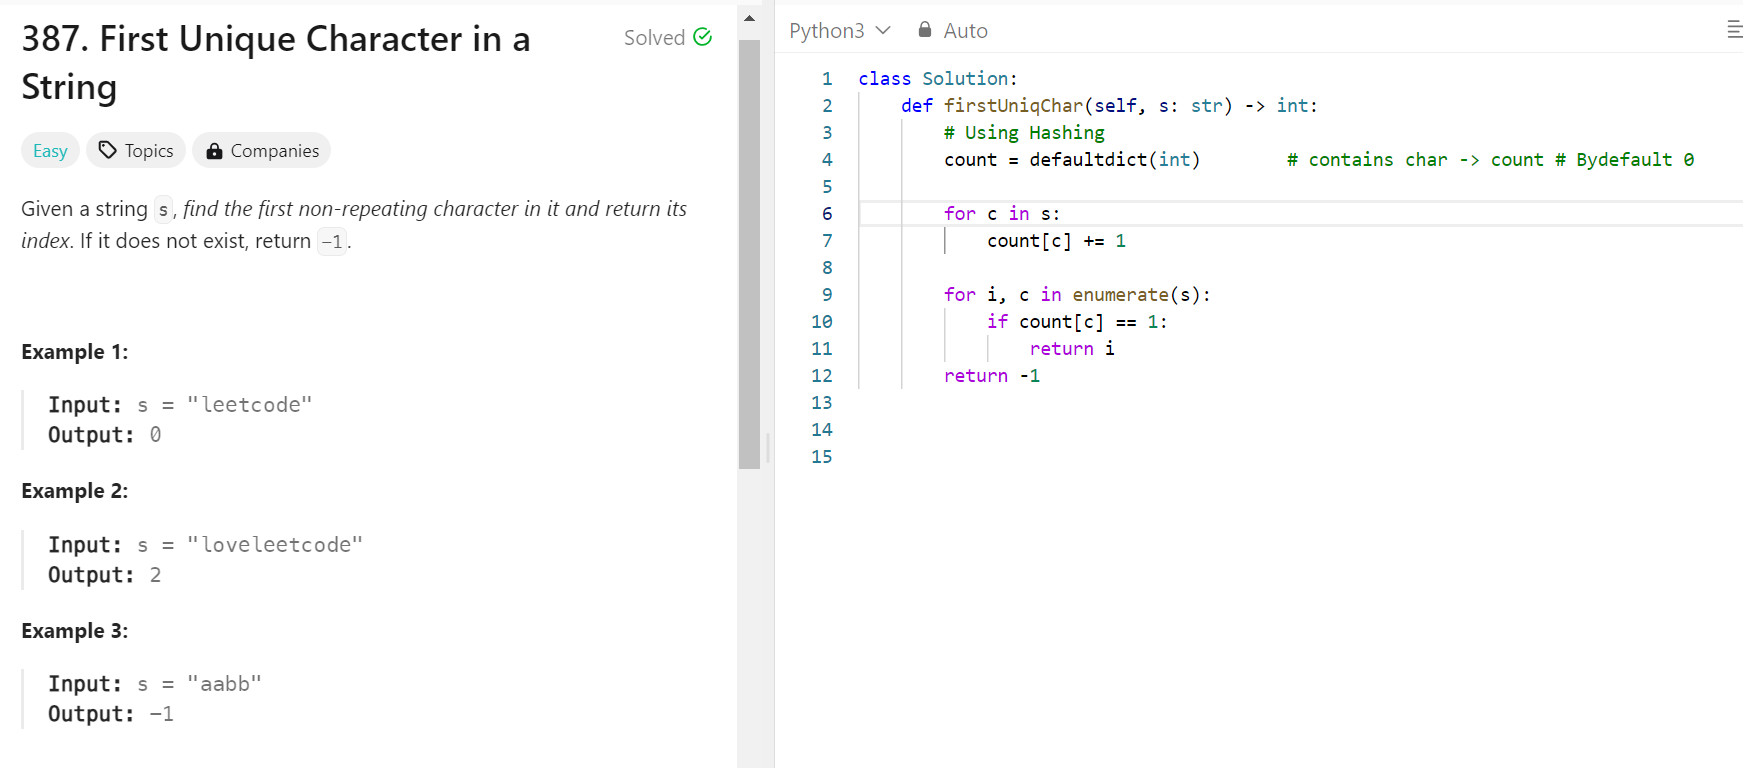 387. First Unique Character in a
String
Solved
Easy Topics Companies
Given a string s, find the first non-repeating character in it and return its
index. If it does not exist, return -1.
Example 1:
Input: s = "leetcode"
Output: 0
Example 2:
Input: s = "loveleetcode"
Output: 2
Example 3:
Input: s = "aabb"
Output: -1
Python3 Auto
1 class Solution:
2     def firstUniqChar(self, s: str) -> int:
3         # Using Hashing
4         count = defaultdict(int)        # contains char -> count # Bydefault 0
5
6         for c in s:
7             count[c] += 1
8
9         for i, c in enumerate(s):
10             if count[c] == 1:
11                 return i
12         return -1
13
14
15